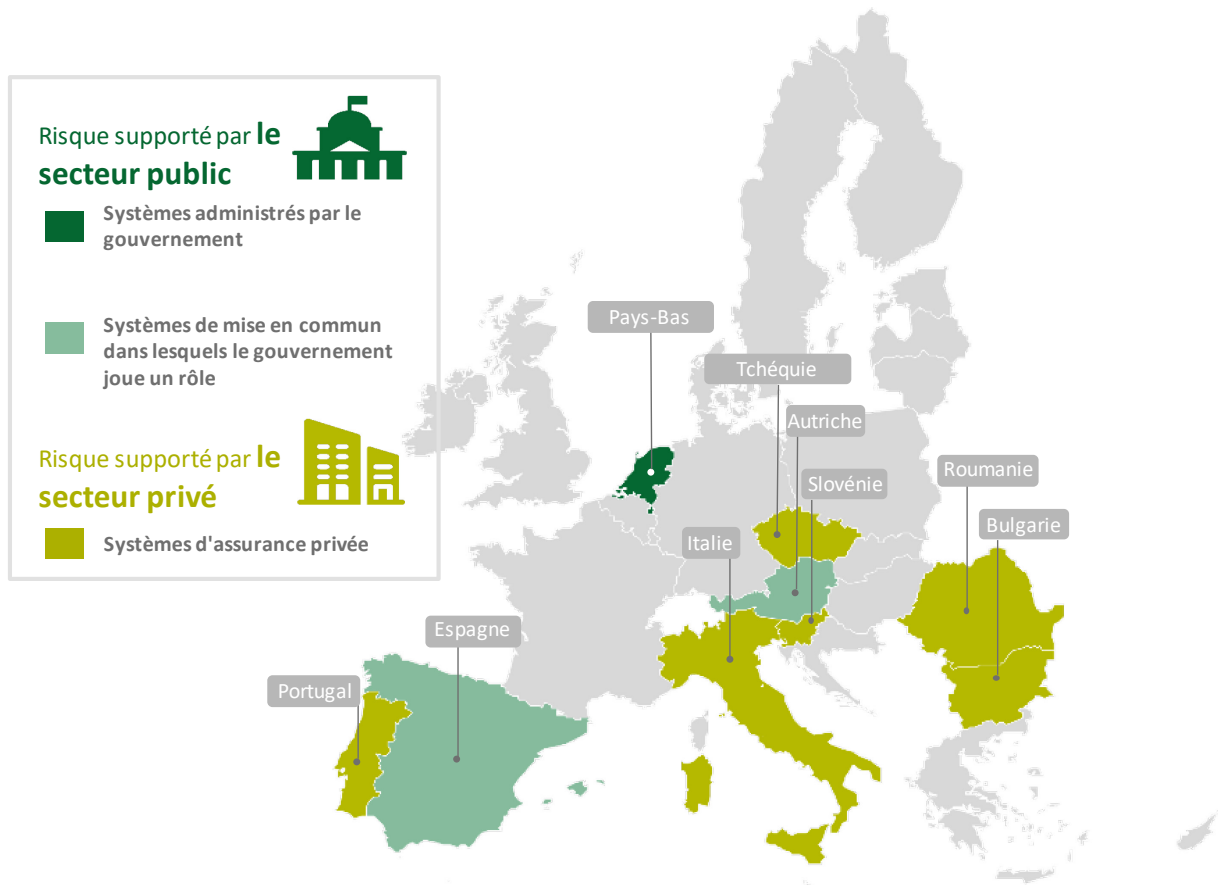 Risque supporté par le
secteur public
Systèmes administrés par le
gouvernement
Systèmes de mise en commun
dans lesquels le gouvernement
joue un rôle
Risque supporté par le
secteur privé
Systèmes d'assurance privée
Pays-Bas
Tchéquie
Autriche
Slovénie
Roumanie
Bulgarie
Italie
Espagne
Portugal